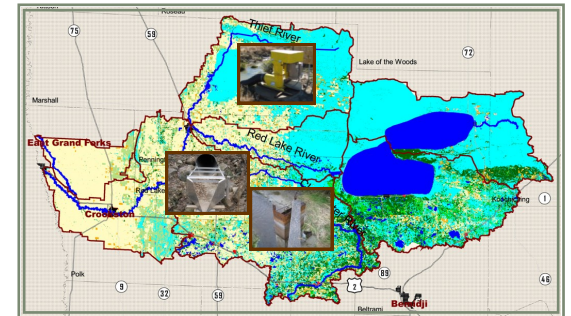 Roseau
75
59
Thief River
72
Lake of the Woods
Marshall
East Grand Forks
Red Lake River
Pennington
Red Lake
Koochiching
1
Crookston
Polk
9
32
59
2
89
Bemidji
Beltrami
46